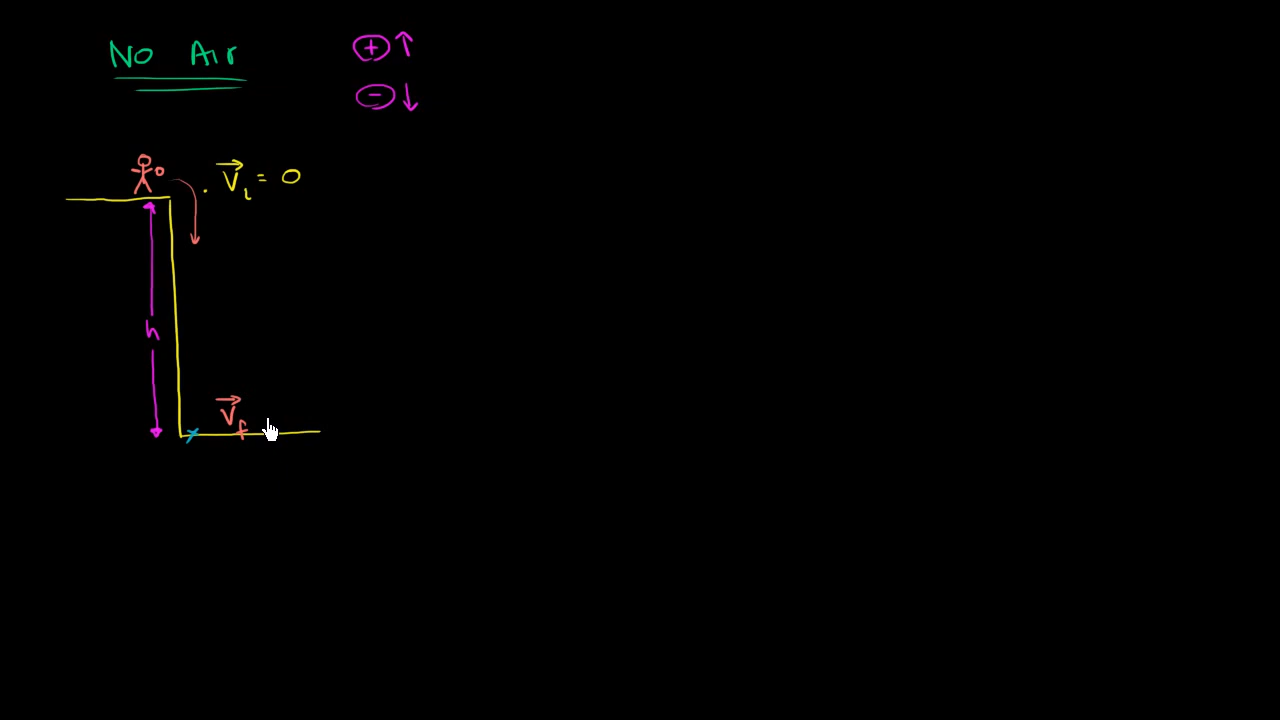 No Air
+ ↑
- ↓
V⃗ᵢ = 0
h
V⃗f